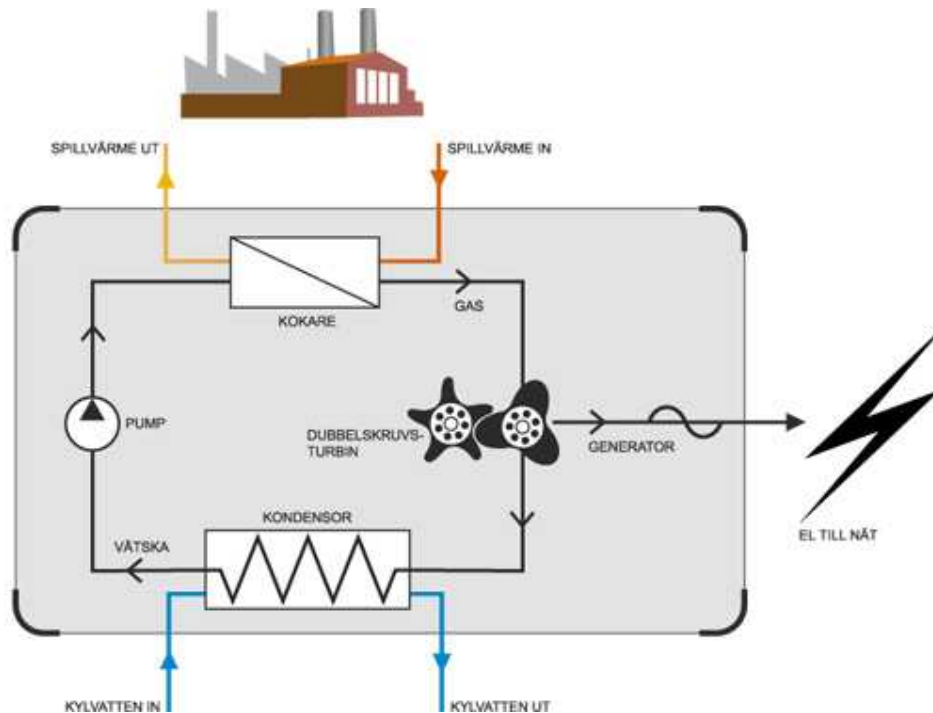 SPILLVÄRME UT
SPILLVÄRME IN
KOKARE
GAS
PUMP
DUBBELSKRUVS-
TURBIN
GENERATOR
EL TILL NÄT
KONDENSOR
VÄTSKA
KYLVATTEN IN
KYLVATTEN UT